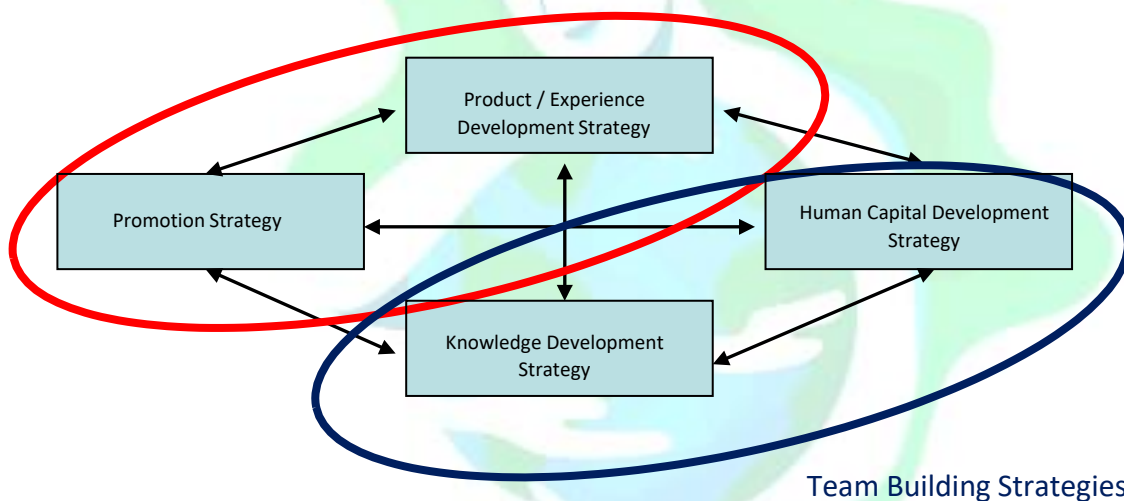 Product / Experience
Development Strategy
Promotion Strategy
Human Capital Development
Strategy
Knowledge Development
Strategy
Team Building Strategies